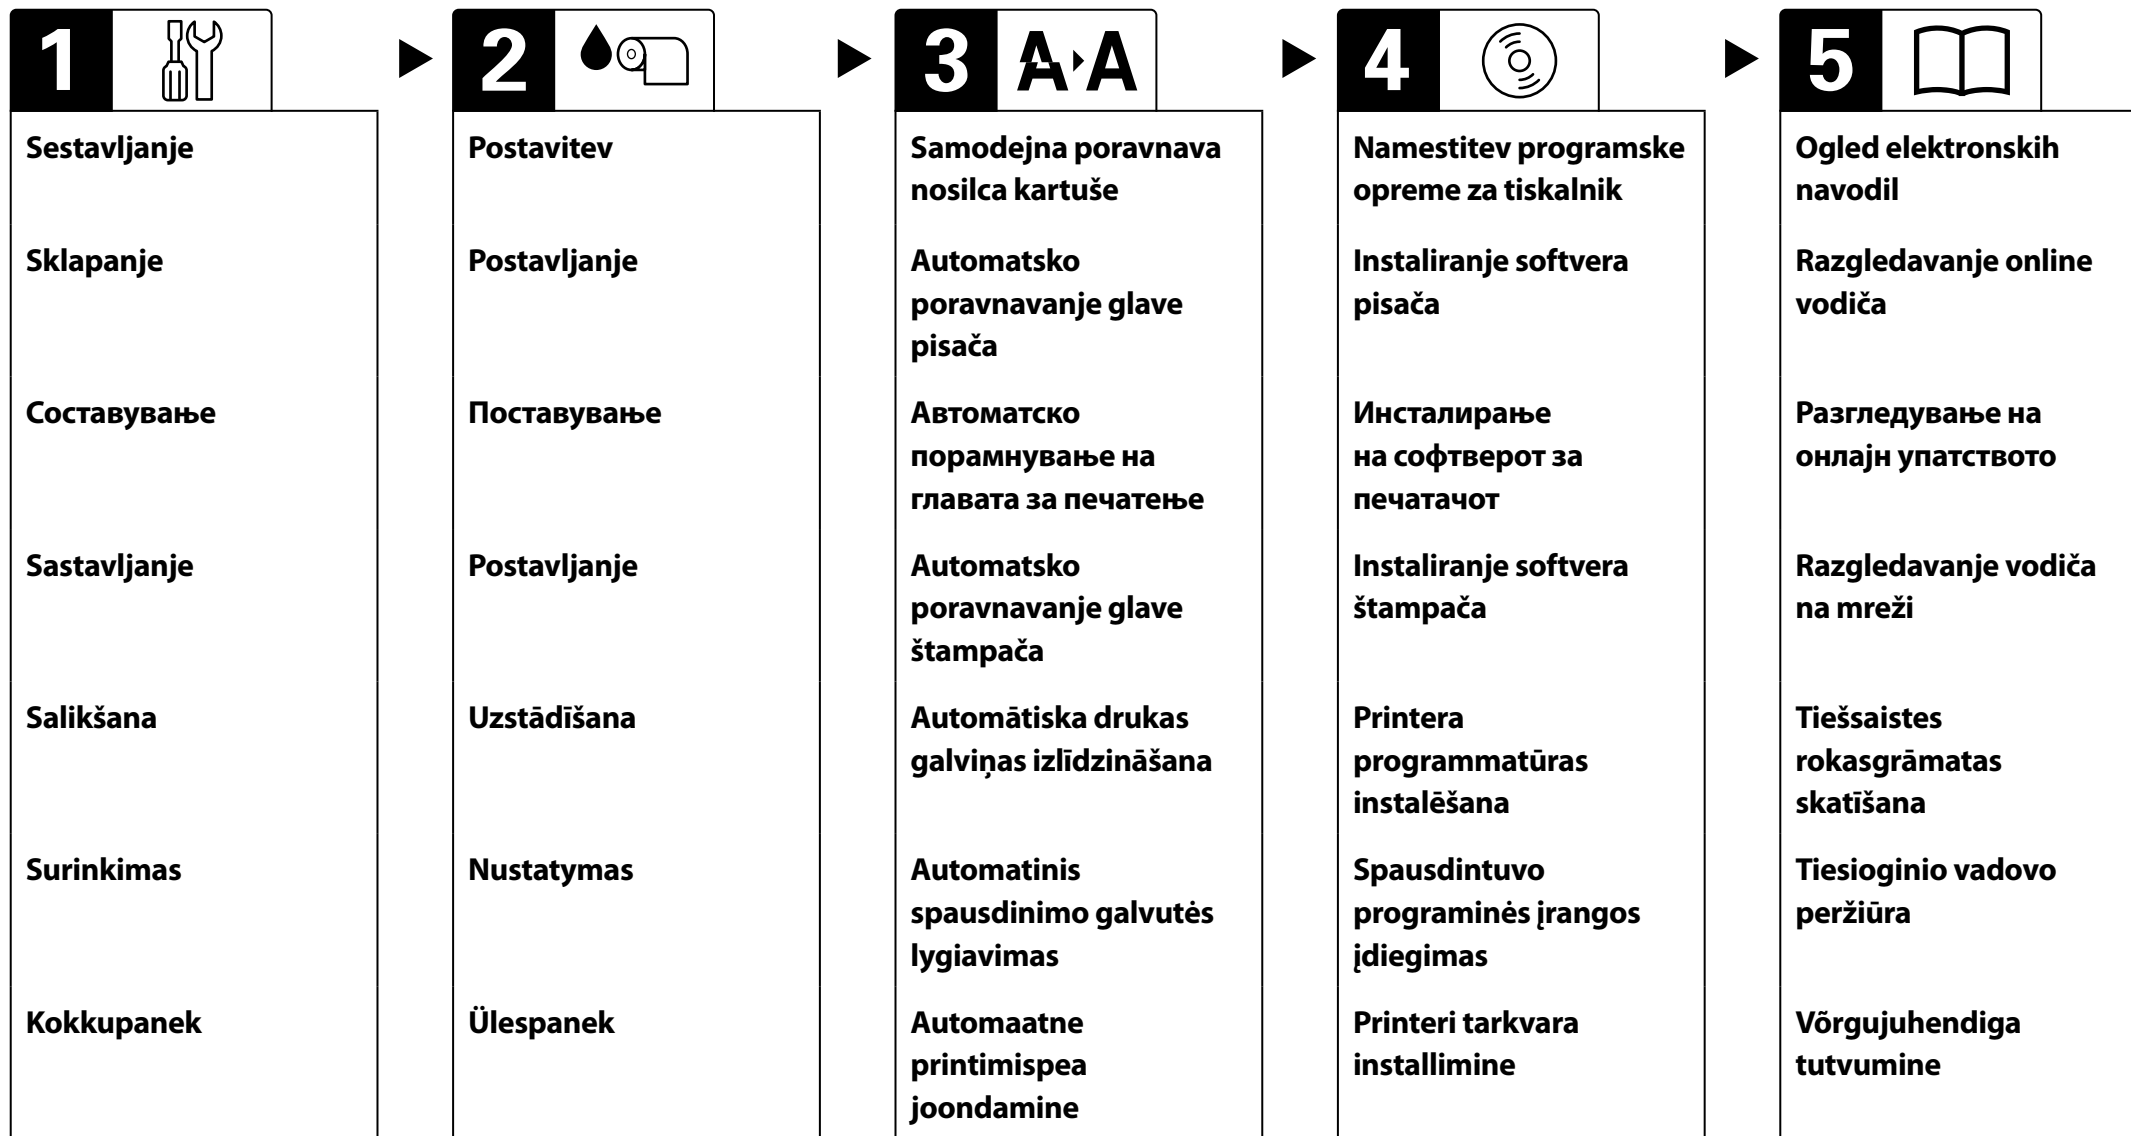 1
Sestavljanje
Sklapanje
Составување
Sastavljanje
Salikšana
Surinkimas
Kokkupanek
2
Postavitev
Postavljanje
Поставување
Postavljanje
Uzstādīšana
Nustatymas
Ülespanek
3 A A
Samodejna poravnava
nosilca kartuše
Automatsko
poravnavanje glave
pisača
Автоматско
порамнување на
главата за печатење
Automatsko
poravnavanje glave
štampača
Automātiska drukas
galviņas izlīdzināšana
Automatinis
spausdinimo galvutės
lygiavimas
Automaatne
printimispea
joondamine
4
Namestitev programske
opreme za tiskalnik
Instaliranje softvera
pisača
Инсталирање
на софтверот за
печатачот
Instaliranje softvera
štampača
Printera
programmatūras
instalēšana
Spausdintuvo
programinės įrangos
įdiegimas
Printeri tarkvara
installimine
5
Ogled elektronskih
navodil
Razgledavanje online
vodiča
Разгледување на
онлајн упатството
Razgledavanje vodiča
na mreži
Tiešsaistes
rokasgrāmatas
skatīšana
Tiesioginio vadovo
peržiūra
Võrgujuhendiga
tutvumine